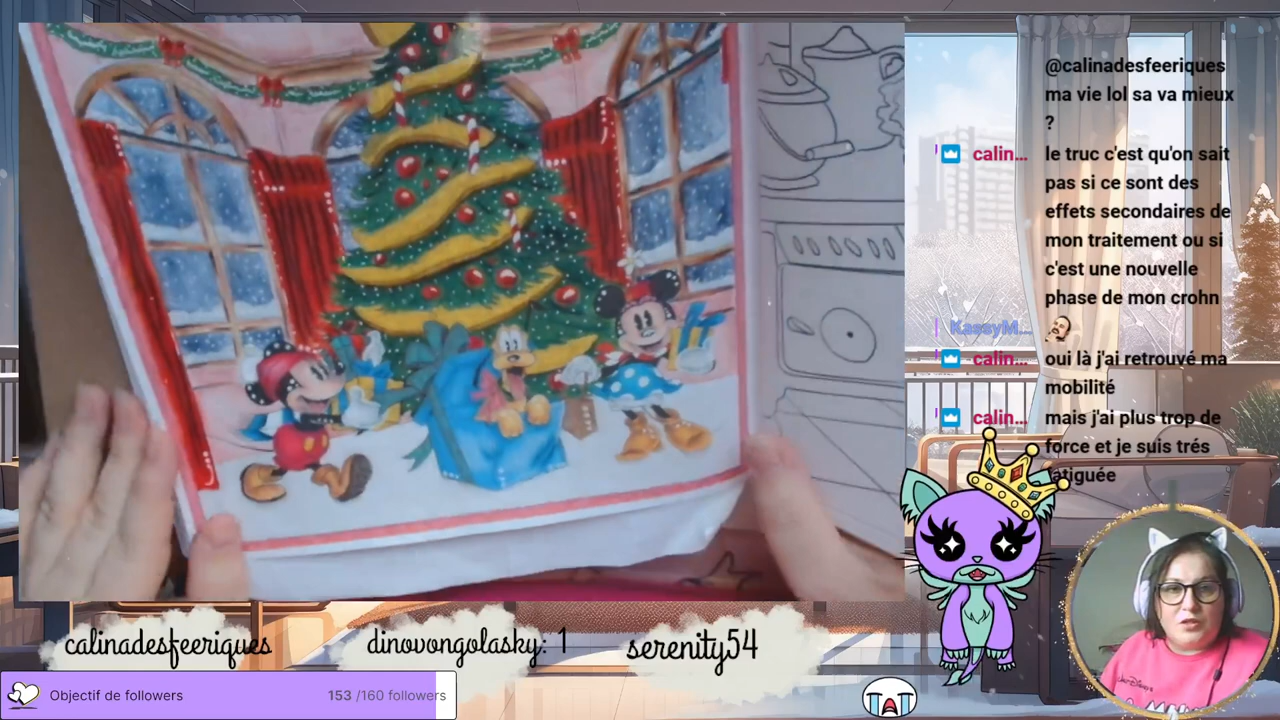 @calinadesfeeriques
ma vie lol sa va mieux
?
calin... le truc c'est qu'on sait
pas si ce sont des
effets secondaires de
mon traitement ou si
c'est une nouvelle
phase de mon crohn
KassyM...
calin... oui là j'ai retrouvé ma
mobilité
calin... mais j'ai plus trop de
force et je suis trés
fatiguée
calinadesfeeriques
dinovongolasky: 1
serenity54
Objectif de followers 153 /160 followers